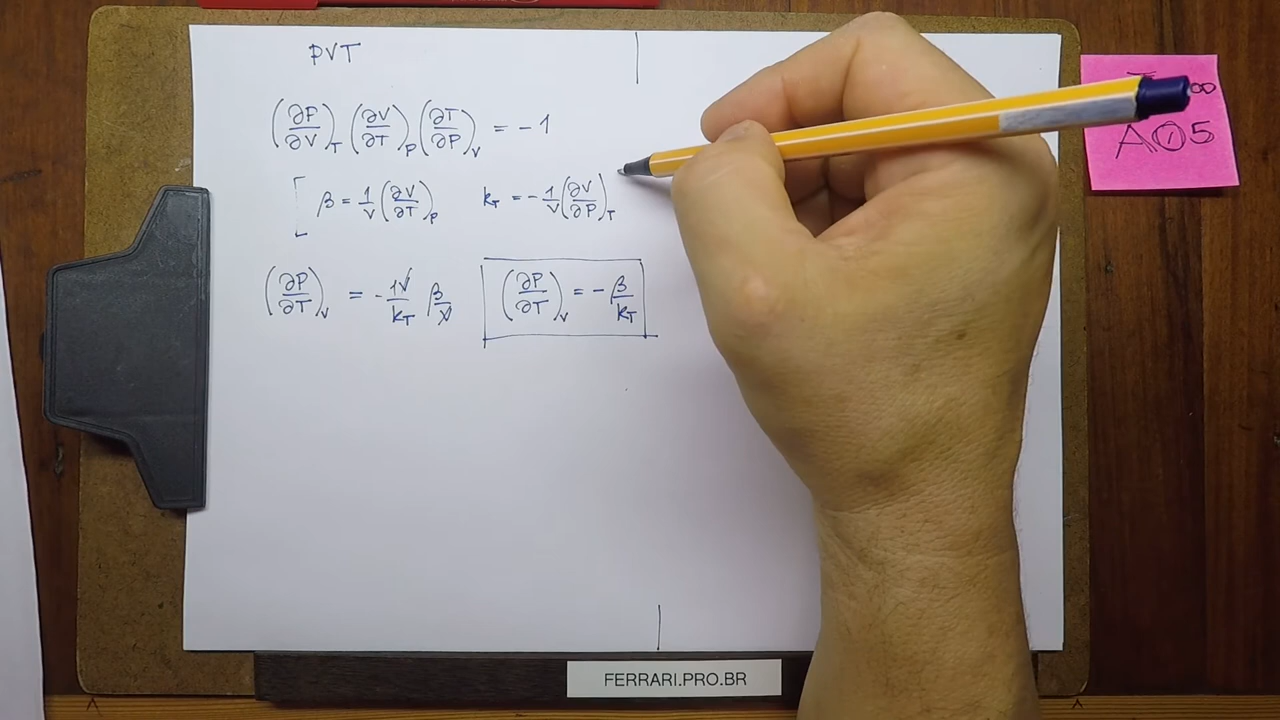 PVT
(∂P/∂V)_T (∂V/∂T)_P (∂T/∂P)_V = -1
[ β = 1/V (∂V/∂T)_P k_T = - 1/V (∂V/∂P)_T
(∂P/∂T)_V = - 1V/k_T β/V (∂P/∂T)_V = - β/k_T
A05
FERRARI.PRO.BR